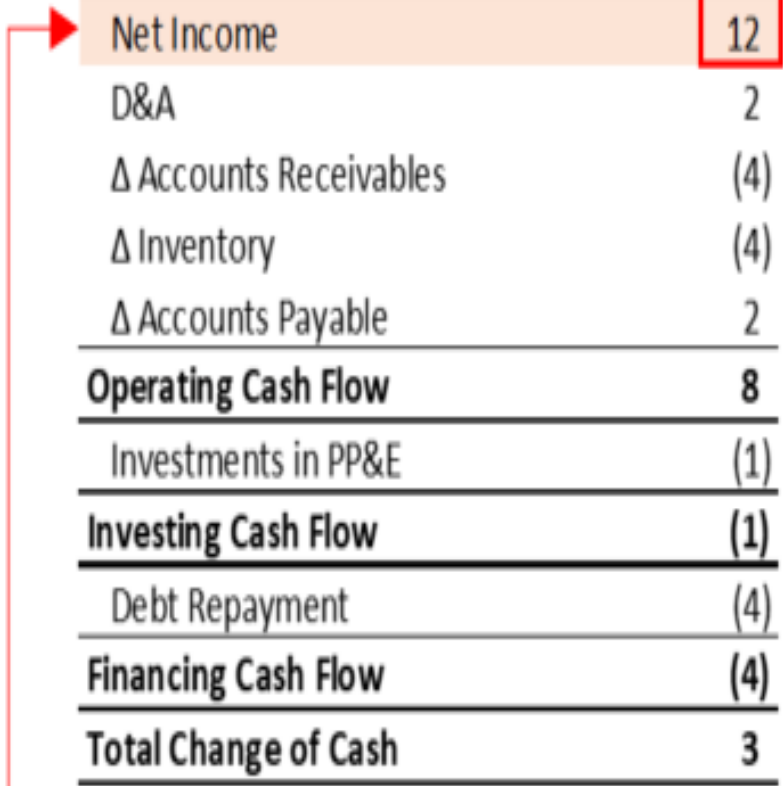 Net Income 12
D&A 2
Δ Accounts Receivables (4)
Δ Inventory (4)
Δ Accounts Payable 2
Operating Cash Flow 8
Investments in PP&E (1)
Investing Cash Flow (1)
Debt Repayment (4)
Financing Cash Flow (4)
Total Change of Cash 3